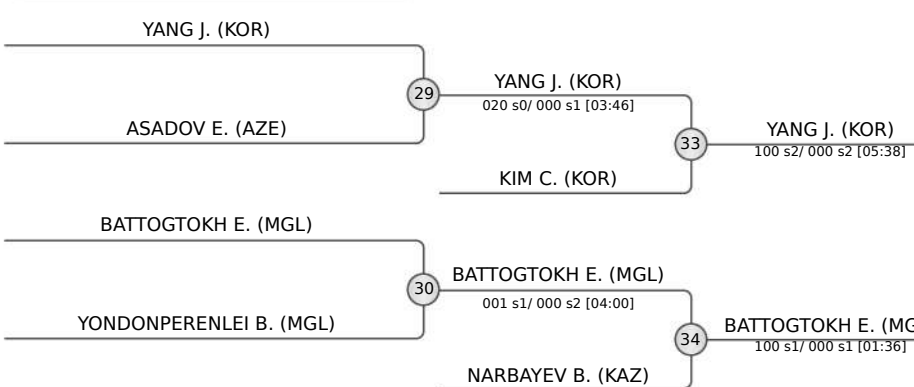 YANG J. (KOR)
29
ASADOV E. (AZE)
YANG J. (KOR)
020 s0/ 000 s1 [03:46]
33
KIM C. (KOR)
YANG J. (KOR)
100 s2/ 000 s2 [05:38]
BATTOGTOKH E. (MGL)
30
YONDONPERENLEI B. (MGL)
BATTOGTOKH E. (MGL)
001 s1/ 000 s2 [04:00]
34
NARBAYEV B. (KAZ)
BATTOGTOKH E. (MG
100 s1/ 000 s1 [01:36]